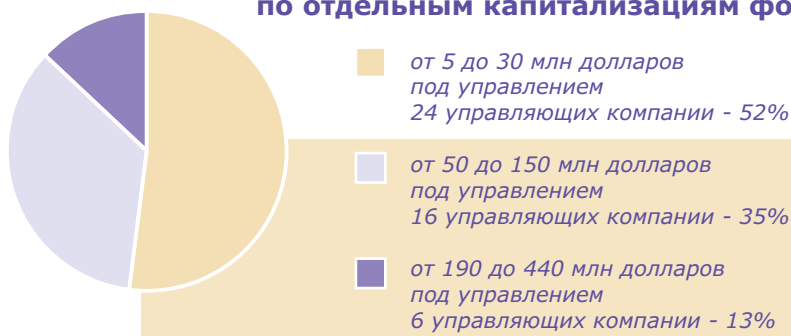 по отдельным капитализациям фо
от 5 до 30 млн долларов
под управлением
24 управляющих компании - 52%
от 50 до 150 млн долларов
под управлением
16 управляющих компании - 35%
от 190 до 440 млн долларов
под управлением
6 управляющих компании - 13%